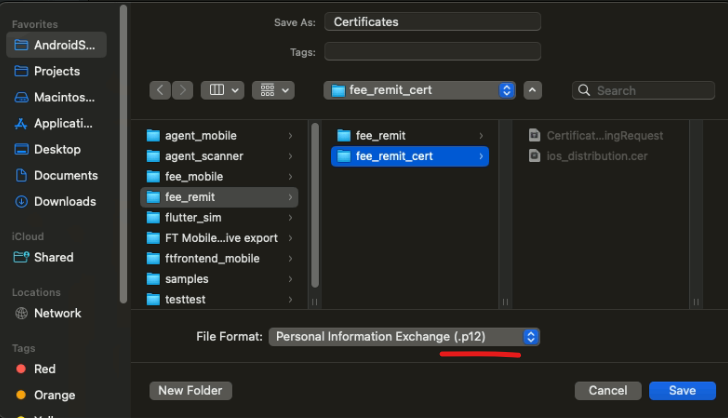 Save As: Certificates
Tags:
Favorites
AndroidS...
Projects
Macintos...
Applicati...
Desktop
Documents
Downloads
iCloud
Shared
Locations
Network
Tags
Red
Orange
fee_remit_cert
Search
agent_mobile
agent_scanner
fee_mobile
fee_remit
flutter_sim
FT Mobile...ive export
ftfrontend_mobile
samples
testtest
fee_remit
fee_remit_cert
Certificat...ingRequest
ios_distribution.cer
File Format: Personal Information Exchange (.p12)
New Folder
Cancel
Save